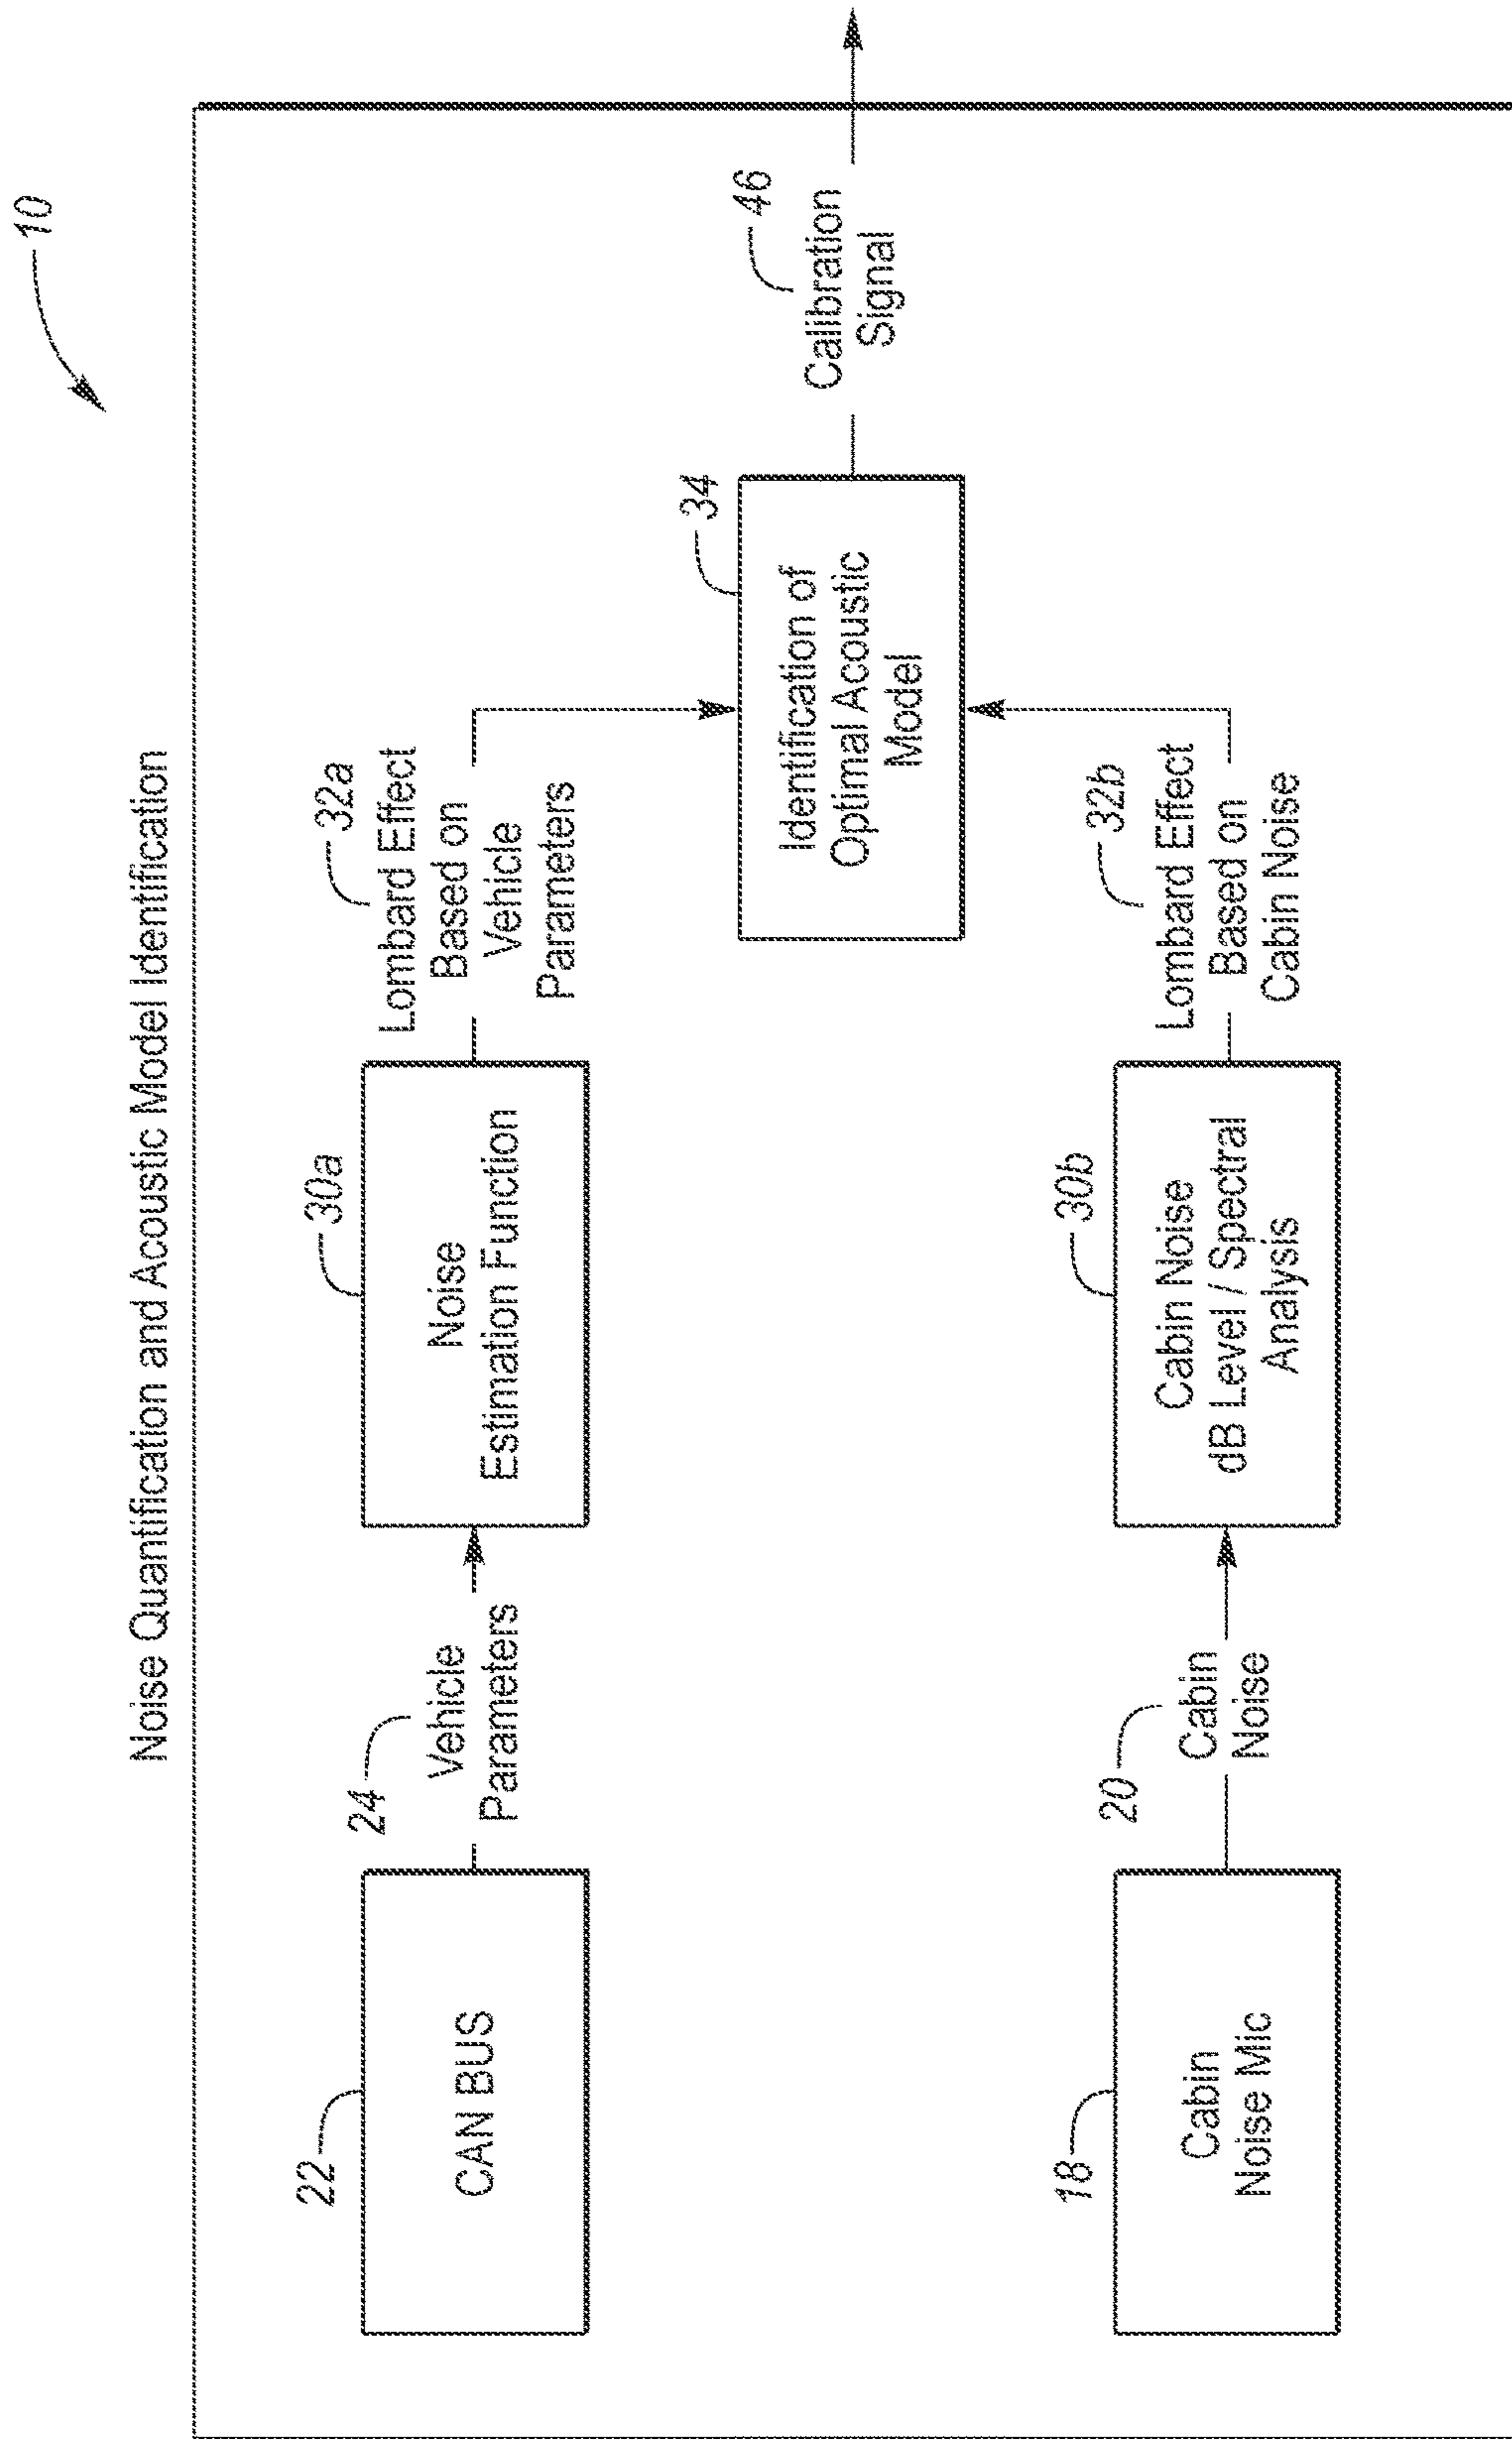 10
Noise Quantification and Acoustic Model Identification
22
CAN BUS
24
Vehicle
Parameters
30a
Noise
Estimation Function
32a
Lombard Effect
Based on
Vehicle
Parameters
34
Identification of
Optimal Acoustic
Model
46
Calibration
Signal
18
Cabin
Noise Mic
20
Cabin
Noise
30b
Cabin Noise
dB Level / Spectral
Analysis
32b
Lombard Effect
Based on
Cabin Noise